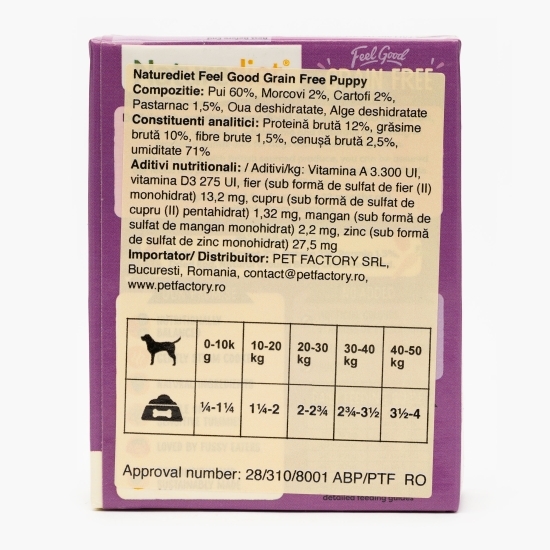 Feel Good
GRAIN FREE
Naturediet Feel Good Grain Free Puppy
Compozitie: Pui 60%, Morcovi 2%, Cartofi 2%,
Pastarnac 1,5%, Oua deshidratate, Alge deshidratate
Constituenti analitici: Proteină brută 12%, grăsime
brută 10%, fibre brute 1,5%, cenușă brută 2,5%,
umiditate 71%
Aditivi nutritionali: / Aditivi/kg: Vitamina A 3.300 UI,
vitamina D3 275 UI, fier (sub formă de sulfat de fier (II)
monohidrat) 13,2 mg, cupru (sub formă de sulfat de
cupru (II) pentahidrat) 1,32 mg, mangan (sub formă de
sulfat de mangan monohidrat) 2,2 mg, zinc (sub formă
de sulfat de zinc monohidrat) 27,5 mg
Importator/ Distribuitor: PET FACTORY SRL,
Bucuresti, Romania, contact@petfactory.ro,
www.petfactory.ro
0-10k g 10-20 kg 20-30 kg 30-40 kg 40-50 kg
¼-1¼ 1¼-2 2-2¾ 2¾-3½ 3½-4
Approval number: 28/310/8001 ABP/PTF RO
detailed feeding guides